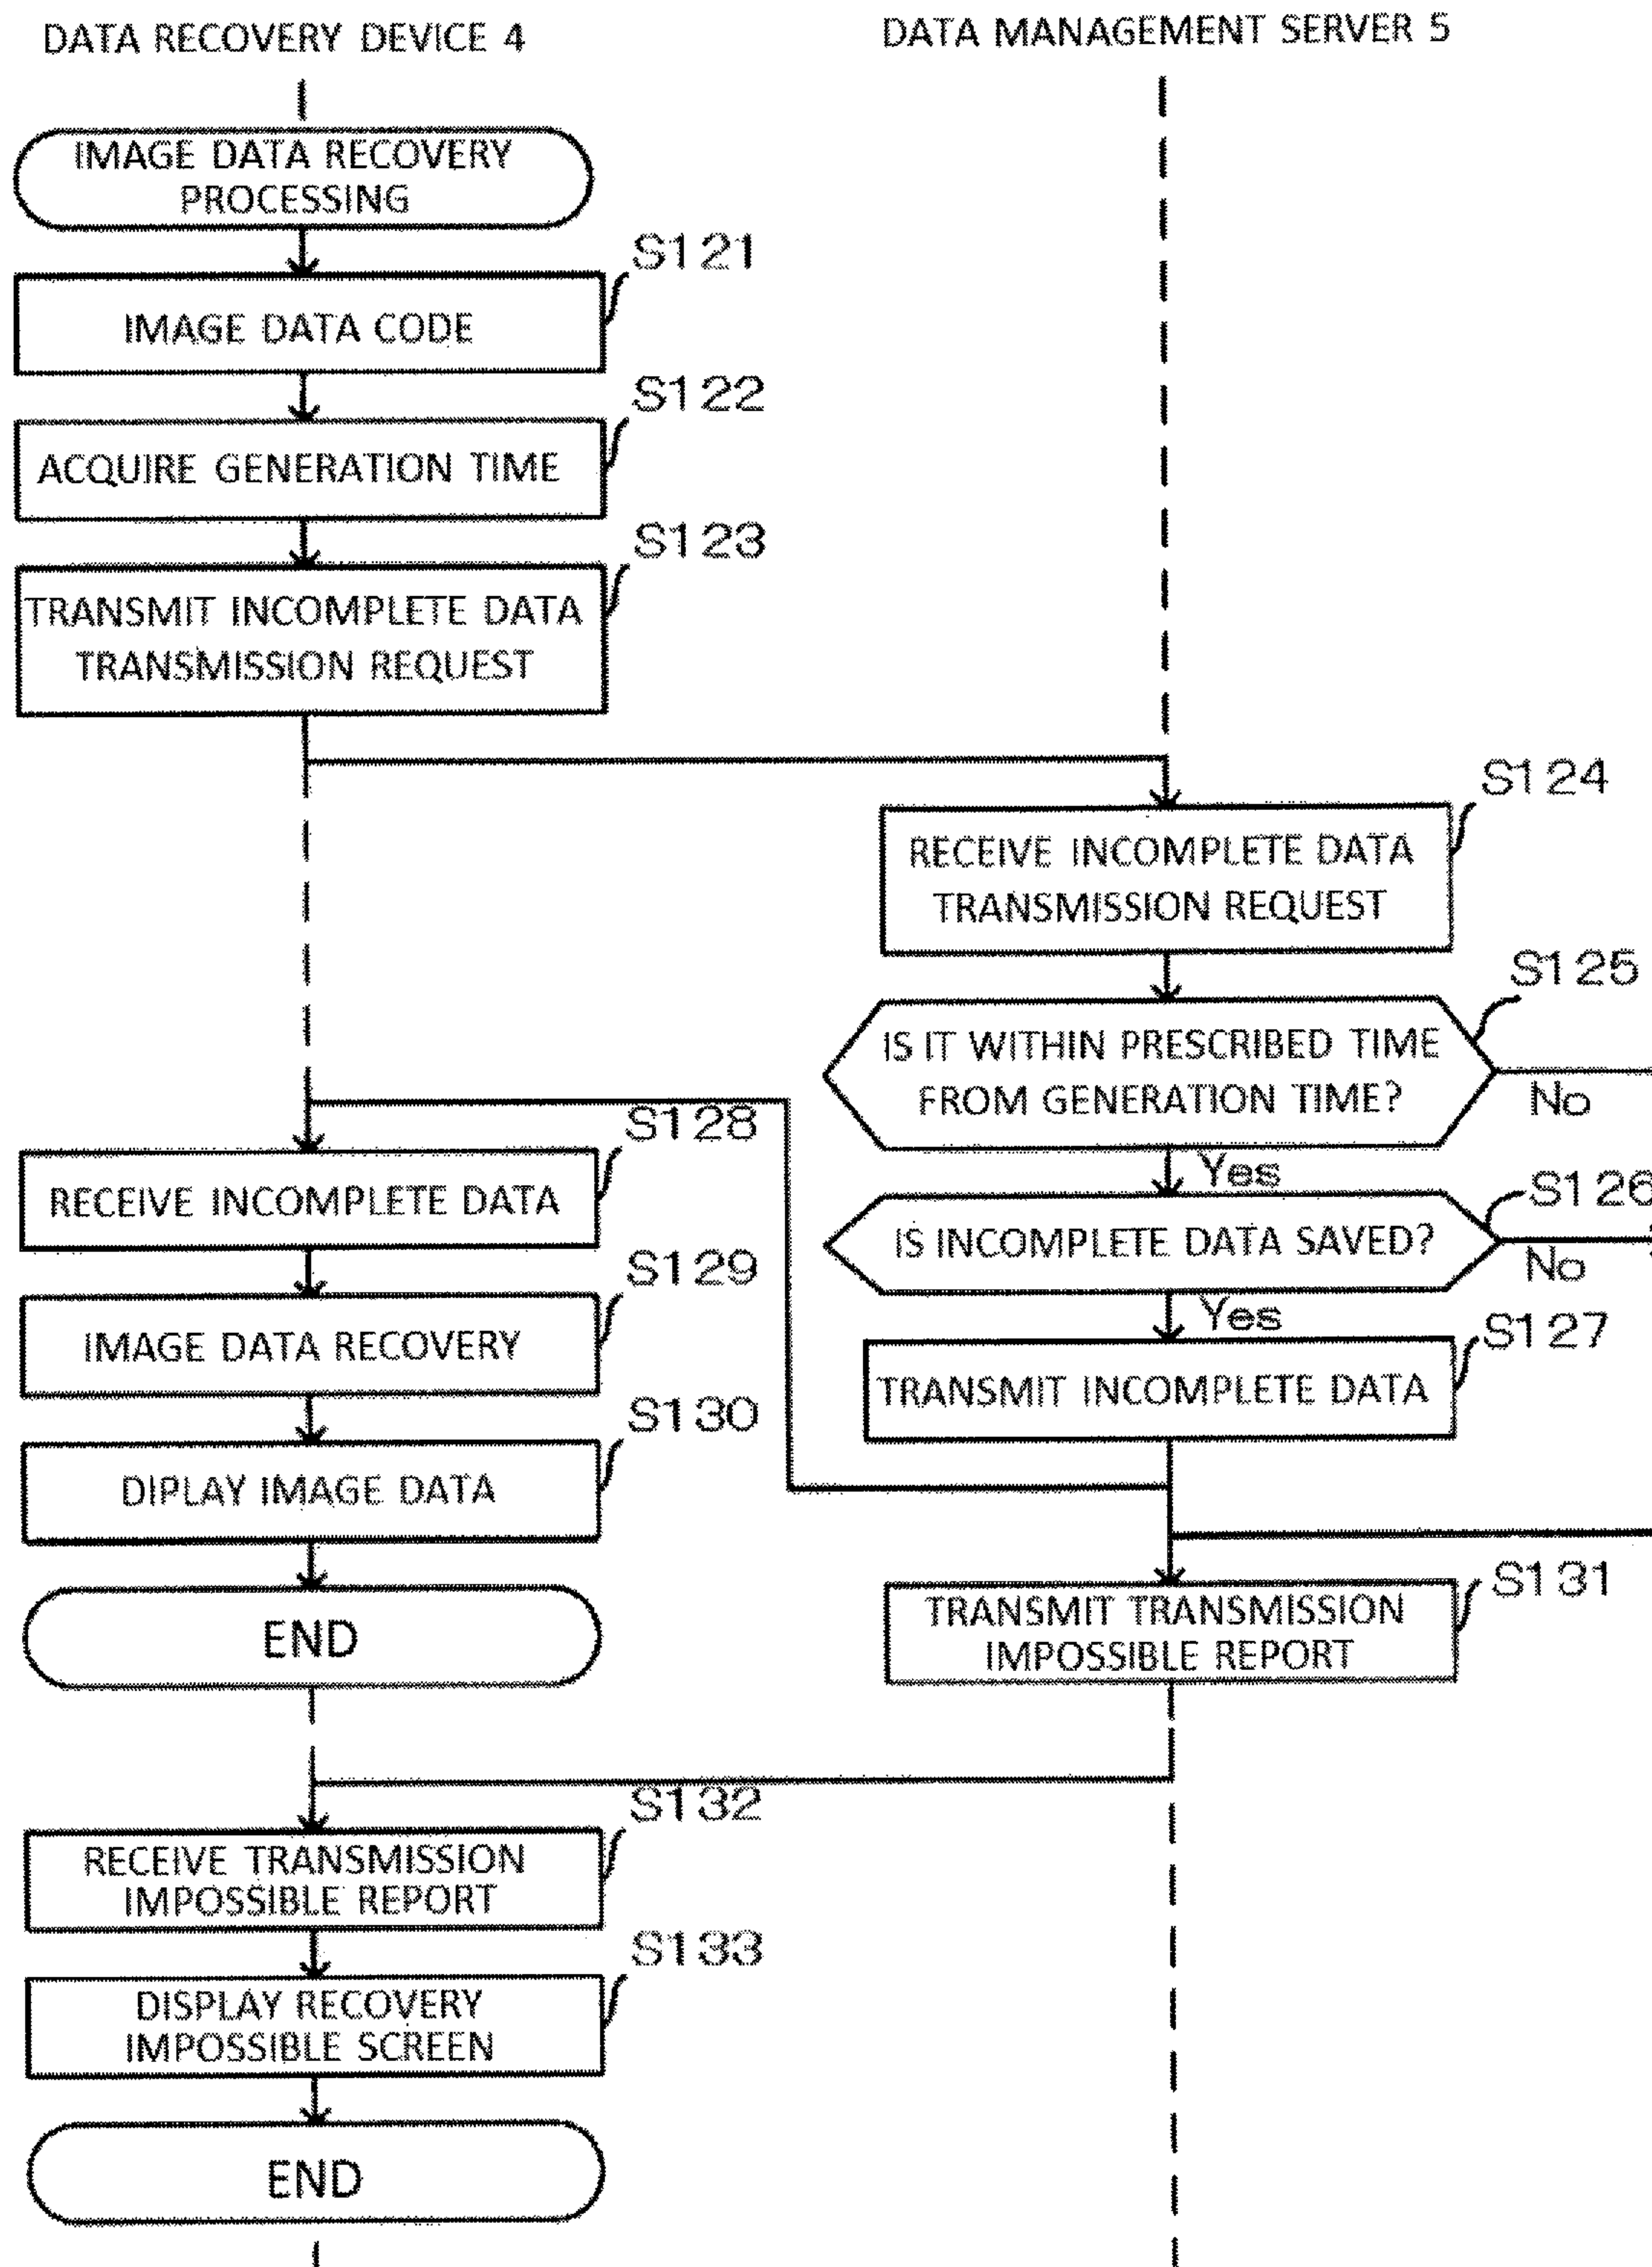 DATA RECOVERY DEVICE 4
DATA MANAGEMENT SERVER 5
IMAGE DATA RECOVERY
PROCESSING
S121
IMAGE DATA CODE
S122
ACQUIRE GENERATION TIME
S123
TRANSMIT INCOMPLETE DATA
TRANSMISSION REQUEST
S124
RECEIVE INCOMPLETE DATA
TRANSMISSION REQUEST
S125
IS IT WITHIN PRESCRIBED TIME
FROM GENERATION TIME?
No
Yes
S126
IS INCOMPLETE DATA SAVED?
No
Yes
S127
TRANSMIT INCOMPLETE DATA
S128
RECEIVE INCOMPLETE DATA
S129
IMAGE DATA RECOVERY
S130
DIPLAY IMAGE DATA
END
S131
TRANSMIT TRANSMISSION
IMPOSSIBLE REPORT
S132
RECEIVE TRANSMISSION
IMPOSSIBLE REPORT
S133
DISPLAY RECOVERY
IMPOSSIBLE SCREEN
END